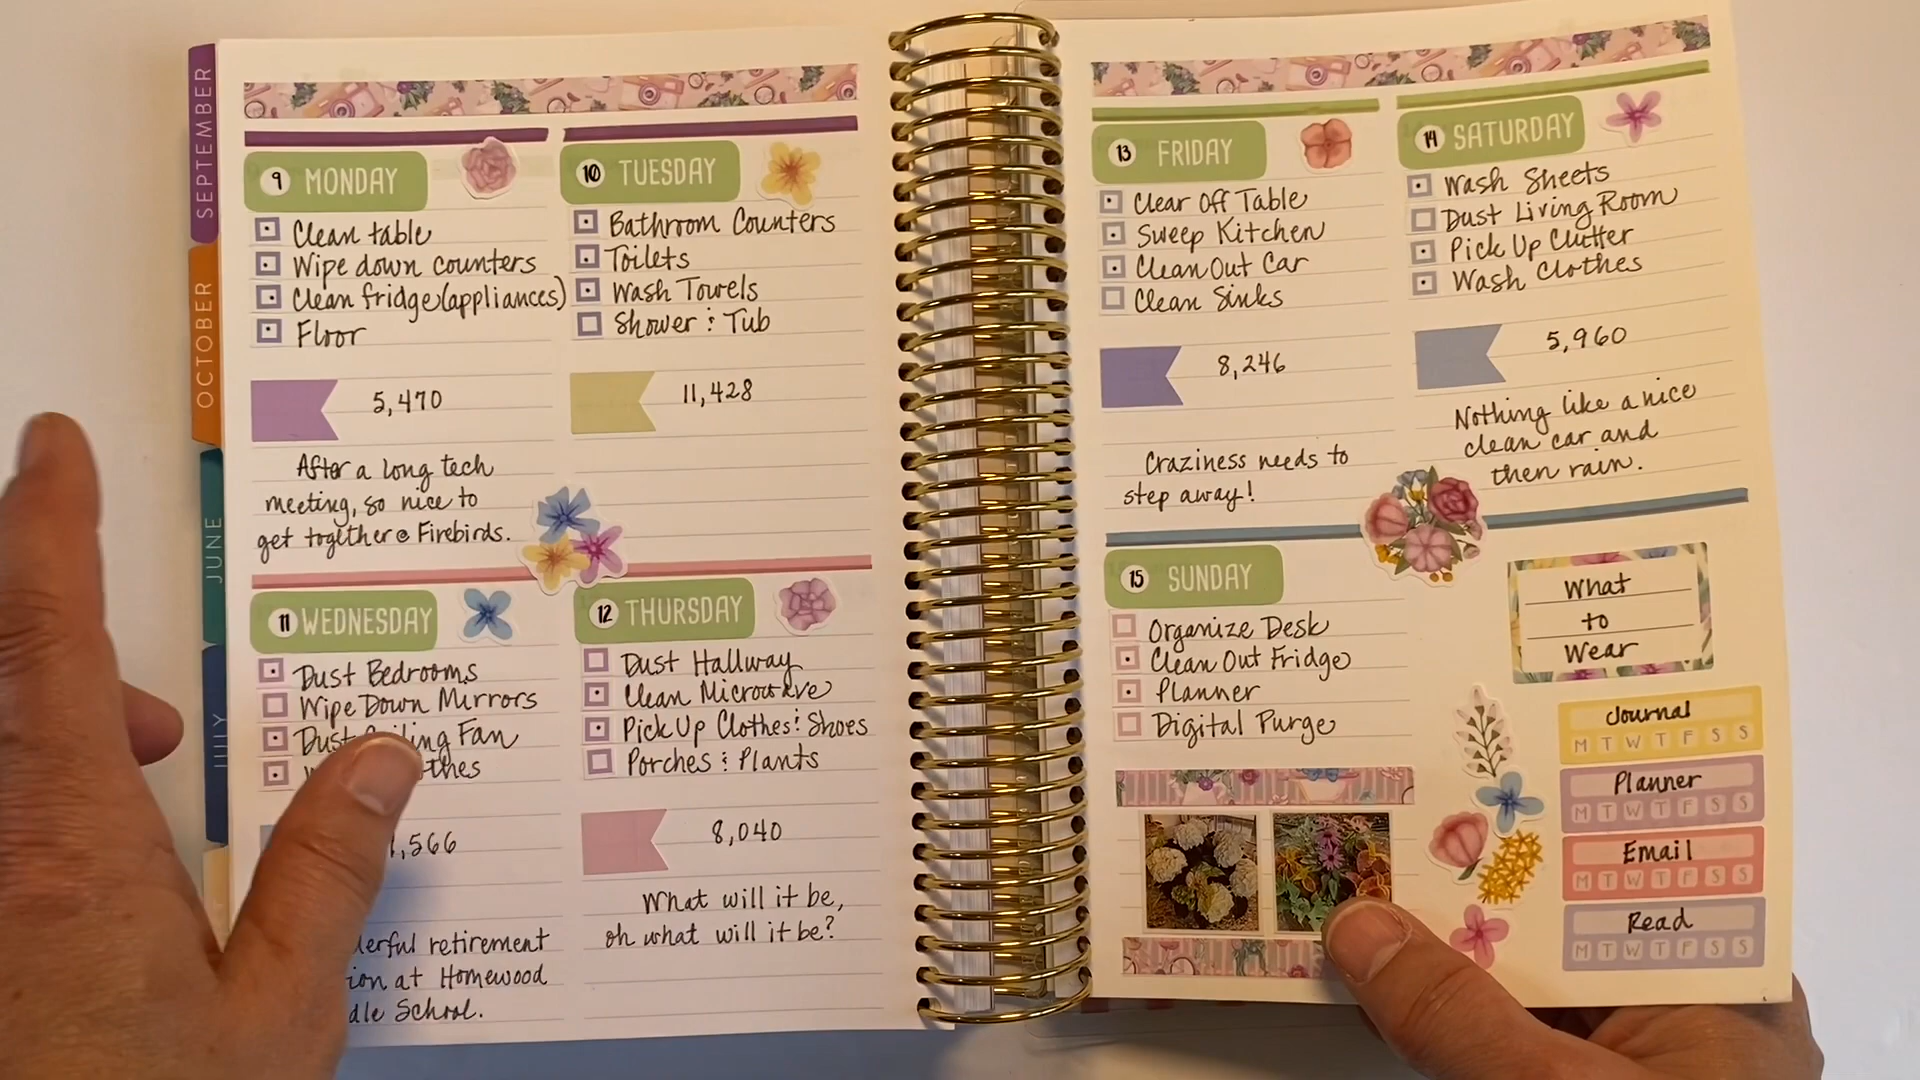 SEPTEMBER
OCTOBER
JUNE
JULY
9 MONDAY
Clean table
Wipe down counters
Clean fridge (appliances)
Floor
5,470
After a long tech
meeting, so nice to
get together @ Firebirds.
10 TUESDAY
Bathroom Counters
Toilets
Wash Towels
Shower & Tub
11,428
11 WEDNESDAY
Dust Bedrooms
Wipe Down Mirrors
Dust Fan
,566
retirement
at Homewood
School.
12 THURSDAY
Dust Hallway
Clean Microwave
Pick Up Clothes & Shoes
Porches & Plants
8,040
What will it be,
oh what will it be?
13 FRIDAY
Clear Off Table
Sweep Kitchen
Clean Out Car
Clean Sinks
8,246
Craziness needs to
step away!
14 SATURDAY
Wash Sheets
Dust Living Room
Pick Up Clutter
Wash Clothes
5,960
Nothing like a nice
clean car and
then rain.
15 SUNDAY
Organize Desk
Clean Out Fridge
Planner
Digital Purge
What
to
Wear
Journal
M T W T F S S
Planner
M T W T F S S
Email
M T W T F S S
Read
M T W T F S S